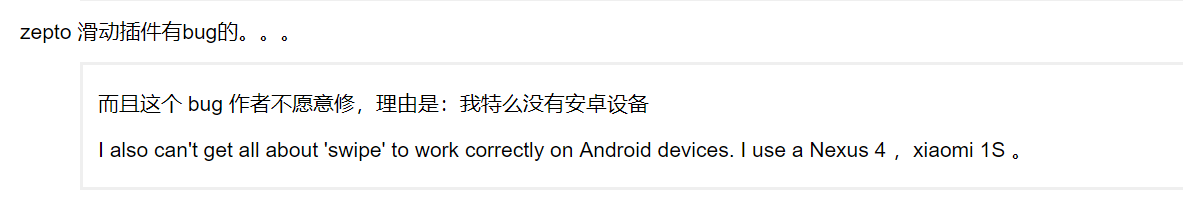 zepto 滑动插件有bug的。。。
而且这个 bug 作者不愿意修，理由是：我特么没有安卓设备
I also can't get all about 'swipe' to work correctly on Android devices. I use a Nexus 4 ，xiaomi 1S 。